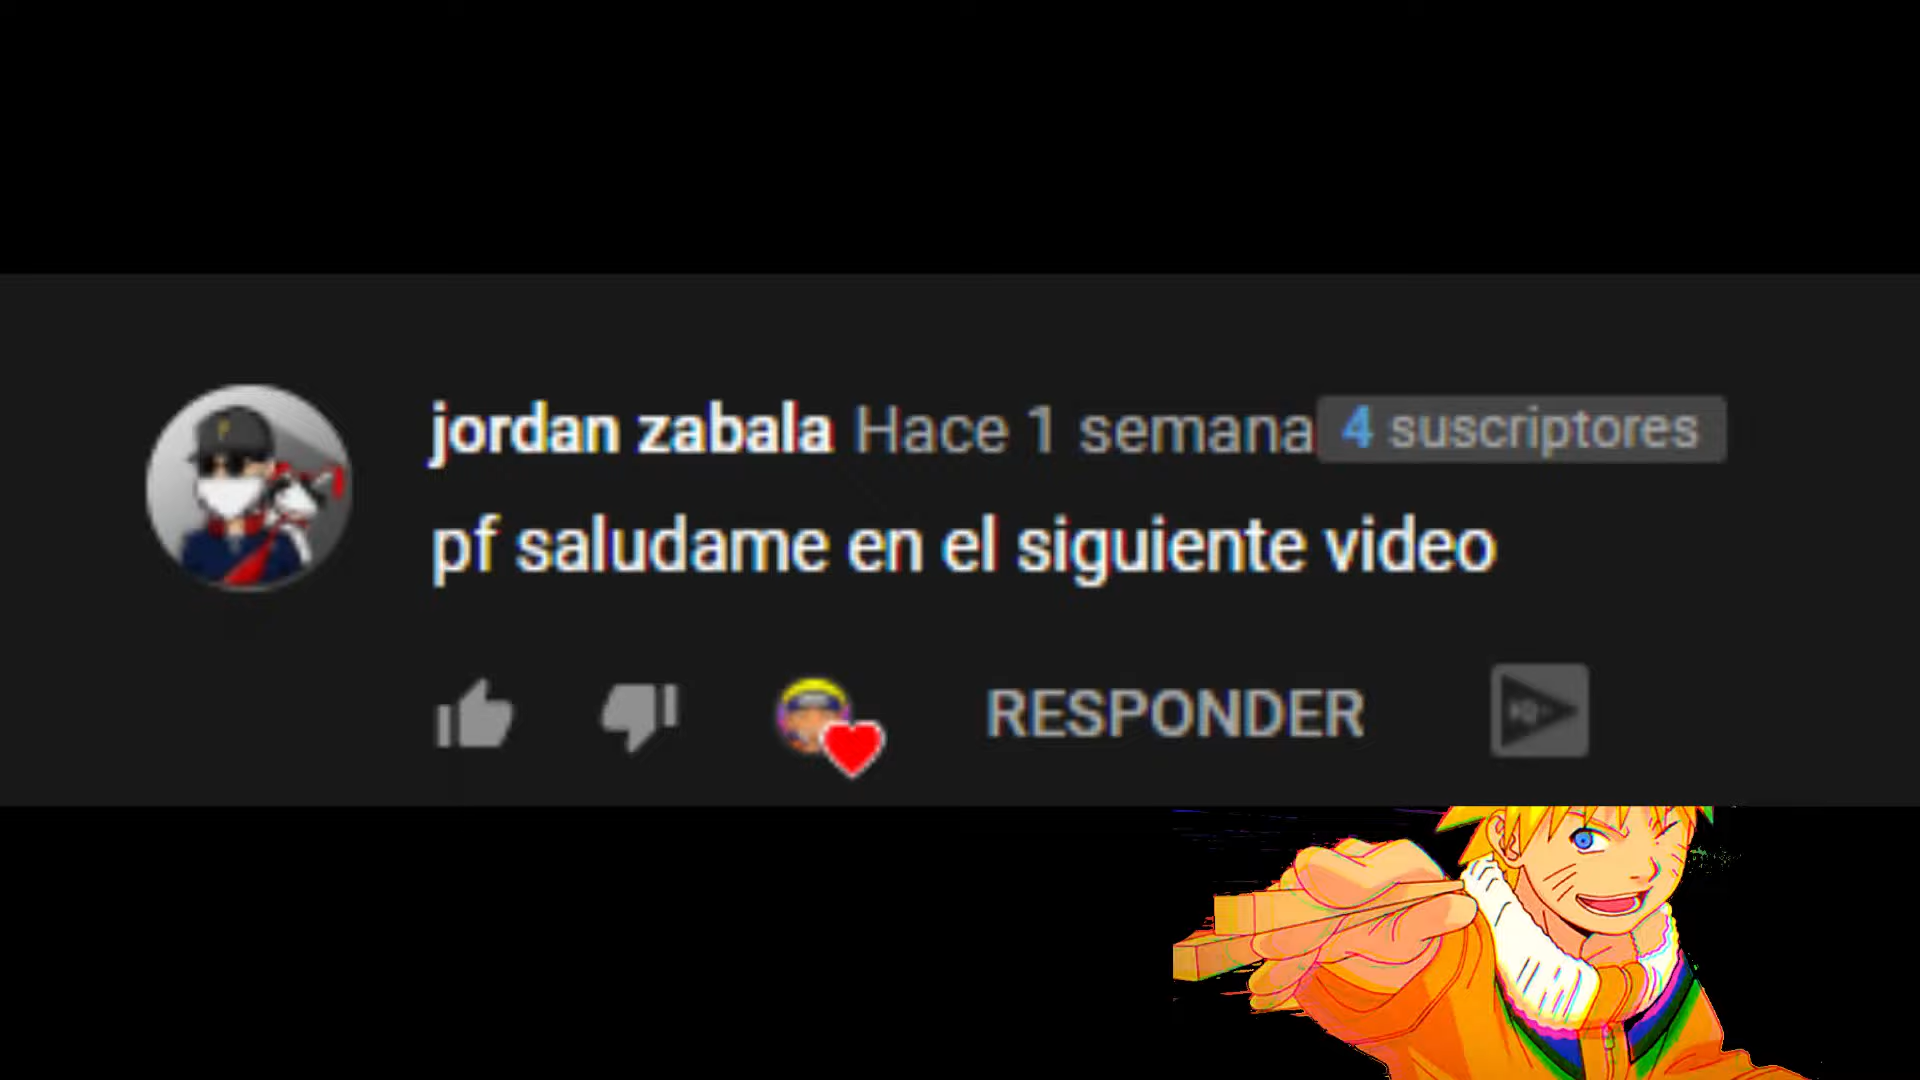 jordan zabala Hace 1 semana 4 suscriptores
pf saludame en el siguiente video
RESPONDER